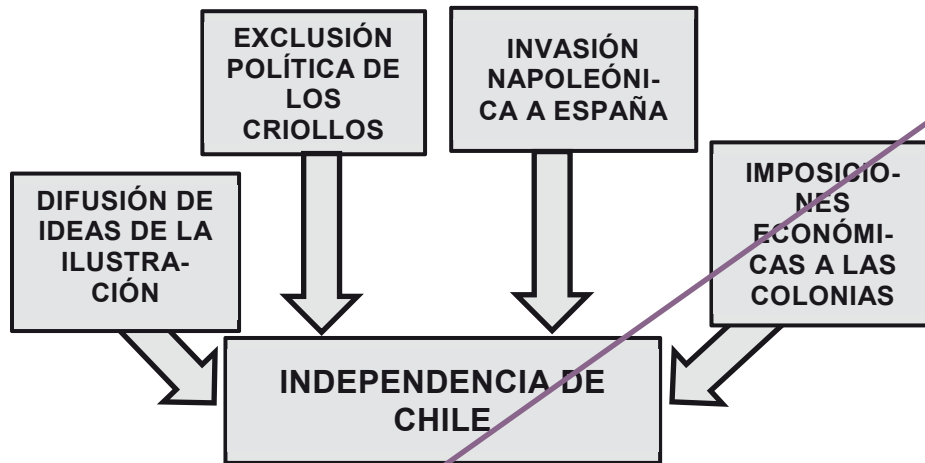 EXCLUSIÓN
POLÍTICA DE
LOS
CRIOLLOS
INVASIÓN
NAPOLEÓNI-
CA A ESPAÑA
DIFUSIÓN DE
IDEAS DE LA
ILUSTRA-
CIÓN
IMPOSICIO-
NES
ECONÓMI-
CAS A LAS
COLONIAS
INDEPENDENCIA DE
CHILE